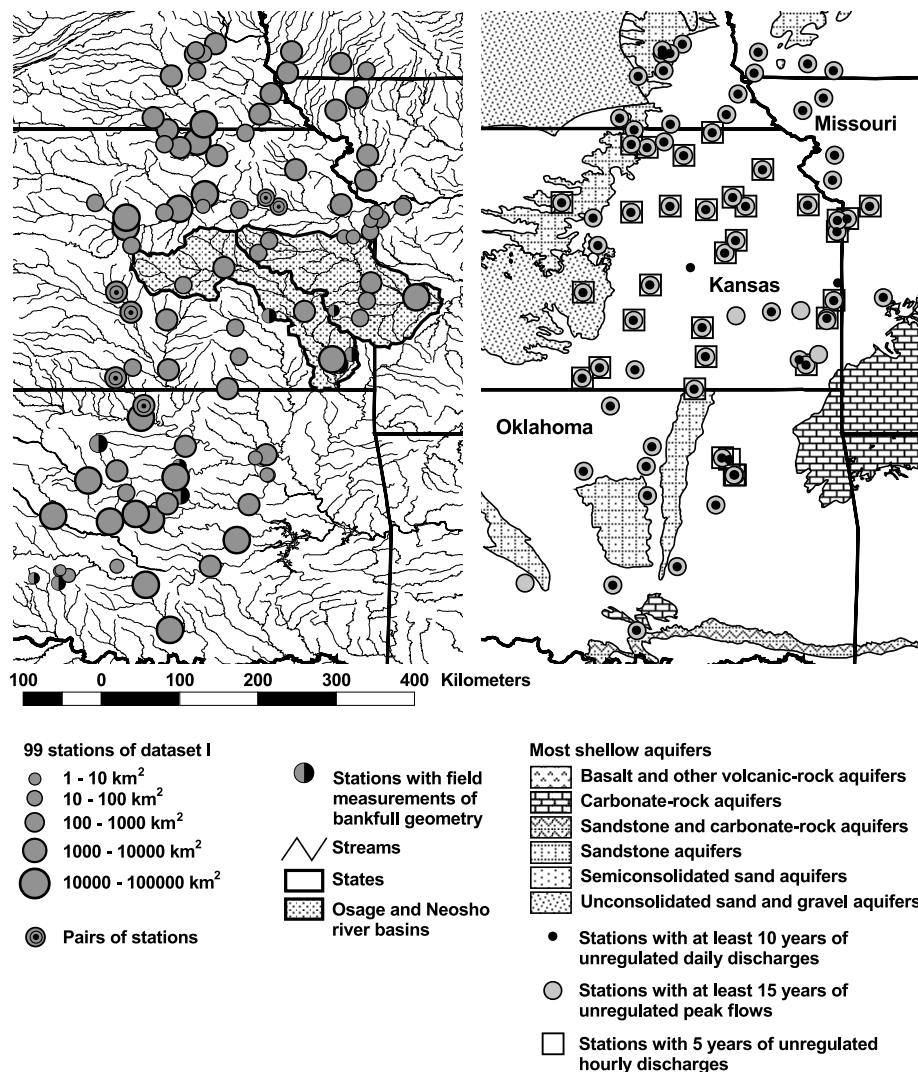 Missouri
Kansas
Oklahoma
100 0 100 200 300 400 Kilometers
99 stations of dataset I
1 - 10 km²
10 - 100 km²
100 - 1000 km²
1000 - 10000 km²
10000 - 100000 km²
Pairs of stations
Stations with field
measurements of
bankfull geometry
Streams
States
Osage and Neosho
river basins
Most shallow aquifers
Basalt and other volcanic-rock aquifers
Carbonate-rock aquifers
Sandstone and carbonate-rock aquifers
Sandstone aquifers
Semiconsolidated sand aquifers
Unconsolidated sand and gravel aquifers
Stations with at least 10 years of
unregulated daily discharges
Stations with at least 15 years of
unregulated peak flows
Stations with 5 years of unregulated
hourly discharges